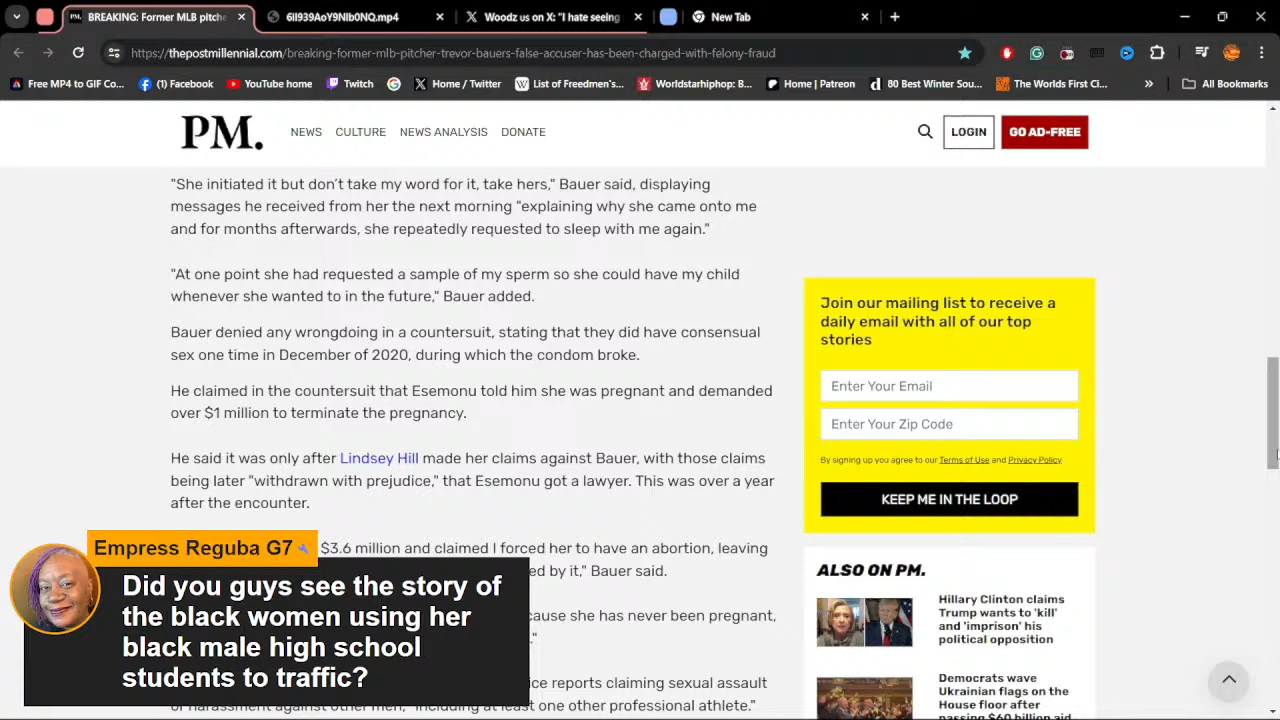 BREAKING: Former MLB pitche
6II939AoY9NIb0NQ.mp4
Woodz us on X: "I hate seeing
New Tab
https://thepostmillennial.com/breaking-former-mlb-pitcher-trevor-bauers-false-accuser-has-been-charged-with-felony-fraud
Free MP4 to GIF Co...
(1) Facebook
YouTube home
Twitch
Home / Twitter
List of Freedmen's...
Worldstarhiphop: B...
Home | Patreon
80 Best Winter Sou...
The Worlds First Cl...
All Bookmarks
PM.
NEWS
CULTURE
NEWS ANALYSIS
DONATE
LOGIN
GO AD-FREE
"She initiated it but don't take my word for it, take hers," Bauer said, displaying
messages he received from her the next morning "explaining why she came onto me
and for months afterwards, she repeatedly requested to sleep with me again."
"At one point she had requested a sample of my sperm so she could have my child
whenever she wanted to in the future," Bauer added.
Bauer denied any wrongdoing in a countersuit, stating that they did have consensual
sex one time in December of 2020, during which the condom broke.
He claimed in the countersuit that Esemonu told him she was pregnant and demanded
over $1 million to terminate the pregnancy.
He said it was only after Lindsey Hill made her claims against Bauer, with those claims
being later "withdrawn with prejudice," that Esemonu got a lawyer. This was over a year
after the encounter.
$3.6 million and claimed I forced her to have an abortion, leaving
ed by it," Bauer said.
cause she has never been pregnant,
"
ice reports claiming sexual assault
or harassment against other men, "including at least one other professional athlete."
Empress Reguba G7
Did you guys see the story of
the black women using her
black male high school
students to traffic?
Join our mailing list to receive a
daily email with all of our top
stories
Enter Your Email
Enter Your Zip Code
By signing up you agree to our Terms of Use and Privacy Policy
KEEP ME IN THE LOOP
ALSO ON PM.
Hillary Clinton claims
Trump wants to 'kill'
and 'imprison' his
political opposition
Democrats wave
Ukrainian flags on the
House floor after
passing $60 billion aid